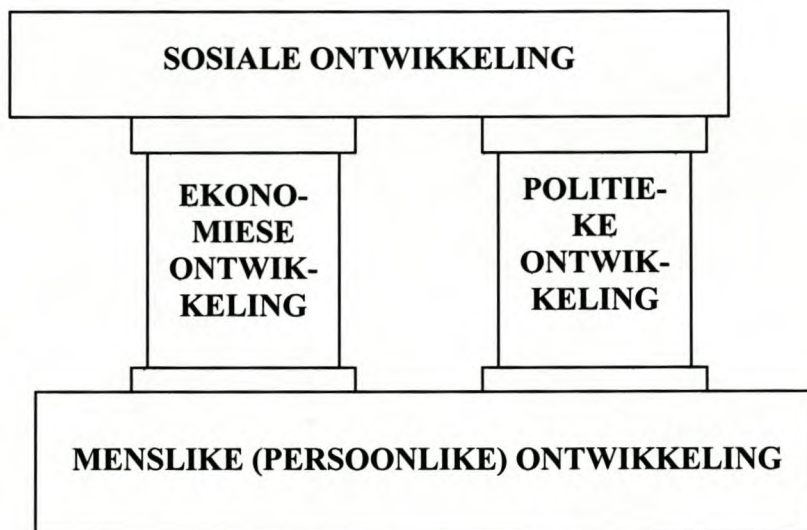 SOSIALE ONTWIKKELING
EKONO-
MIESE
ONTWIK-
KELING
POLITIE-
KE
ONTWIK-
KELING
MENSLIKE (PERSOONLIKE) ONTWIKKELING